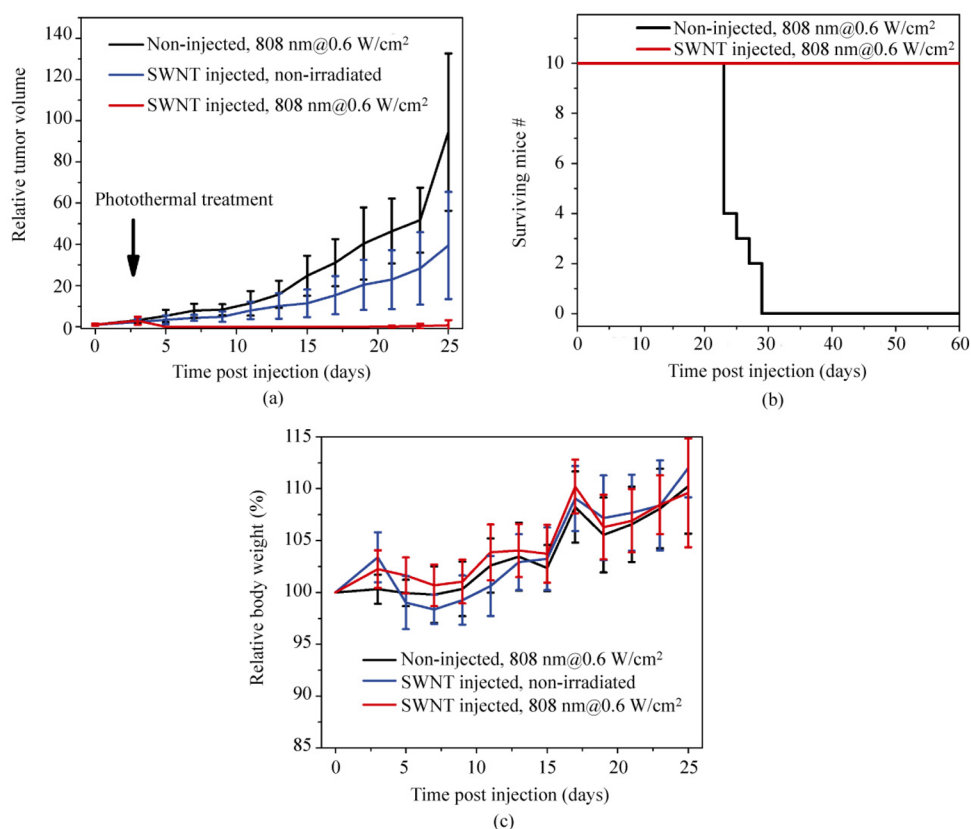 Non-injected, 808 nm@0.6 W/cm²
SWNT injected, non-irradiated
SWNT injected, 808 nm@0.6 W/cm²
Photothermal treatment
Relative tumor volume
140
120
100
80
60
40
20
0
0 5 10 15 20 25
Time post injection (days)
(a)
Non-injected, 808 nm@0.6 W/cm²
SWNT injected, 808 nm@0.6 W/cm²
Surviving mice #
10
8
6
4
2
0
0 10 20 30 40 50 60
Time post injection (days)
(b)
115
110
105
100
95
90
85
Relative body weight (%)
Non-injected, 808 nm@0.6 W/cm²
SWNT injected, non-irradiated
SWNT injected, 808 nm@0.6 W/cm²
0 5 10 15 20 25
Time post injection (days)
(c)